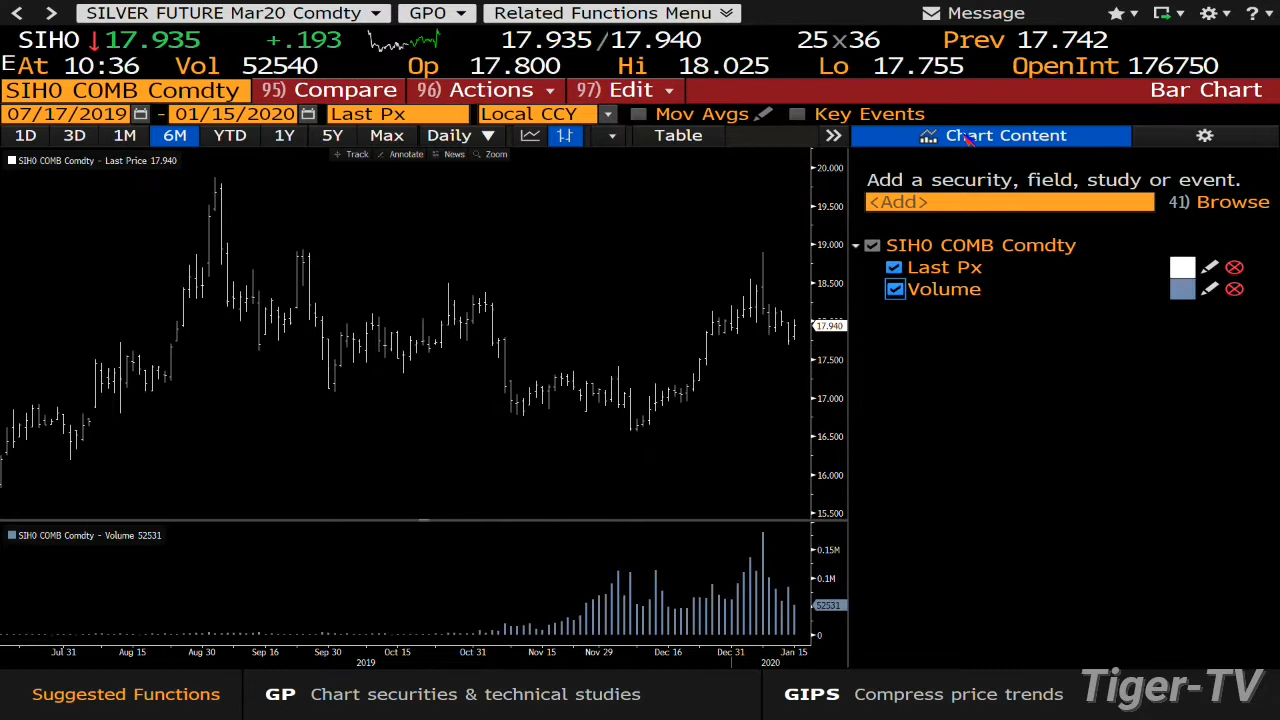 SILVER FUTURE Mar20 Comdty GPO Related Functions Menu Message ?
SIH0 ↓17.935 +.193 17.935/17.940 25x36 Prev 17.742
E At 10:36 Vol 52540 Op 17.800 Hi 18.025 Lo 17.755 OpenInt 176750
SIH0 COMB Comdty 95) Compare 96) Actions 97) Edit Bar Chart
07/17/2019 - 01/15/2020 Last Px Local CCY Mov Avgs Key Events
1D 3D 1M 6M YTD 1Y 5Y Max Daily ▼ Table » Chart Content
Track Annotate News Zoom
SIH0 COMB Comdty - Last Price 17.940
Add a security, field, study or event.
<Add> 41) Browse
SIH0 COMB Comdty
Last Px
Volume
20.000
19.500
19.000
18.500
17.940
17.500
17.000
16.500
16.000
15.500
SIH0 COMB Comdty - Volume 52531
0.15M
0.1M
52531
0
Jul 31 Aug 15 Aug 30 Sep 16 Sep 30 Oct 15 Oct 31 Nov 15 Nov 29 Dec 16 Dec 31 Jan 15
2019 2020
Suggested Functions GP Chart securities & technical studies GIPS Compress price trends
Tiger-TV